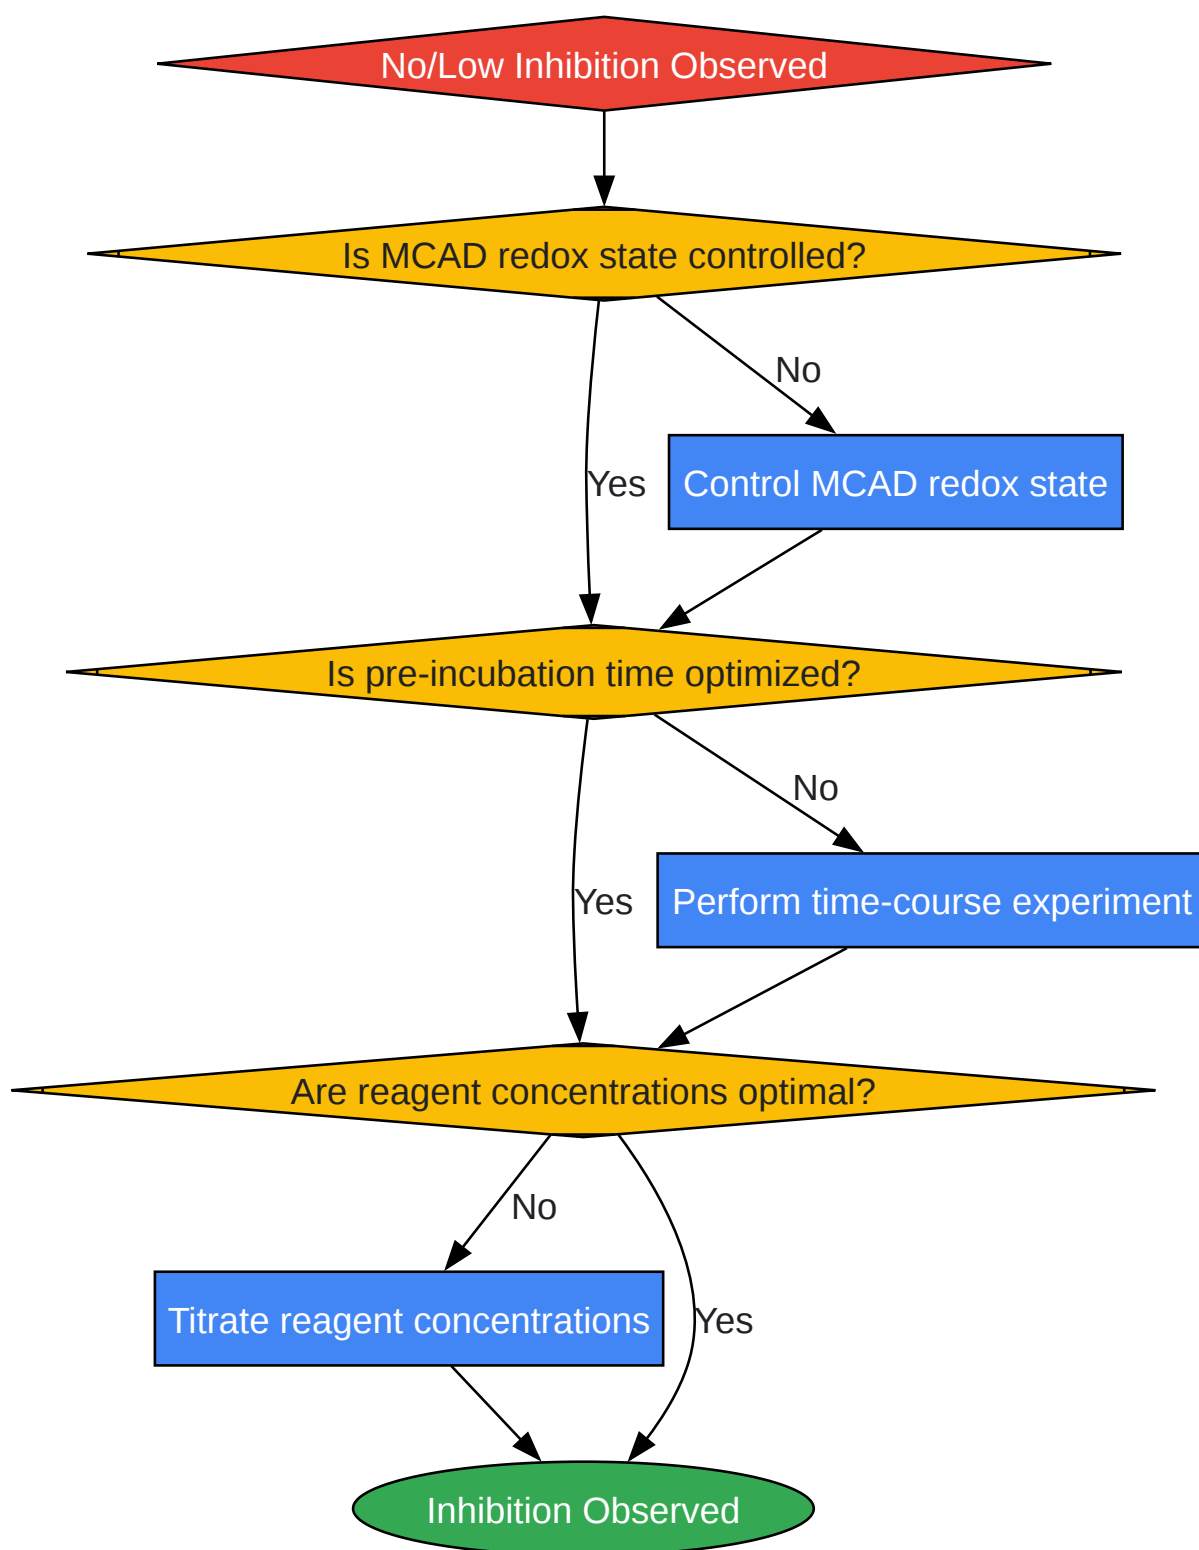 No/Low Inhibition Observed
Is MCAD redox state controlled?
No
Yes
Control MCAD redox state
Is pre-incubation time optimized?
No
Yes
Perform time-course experiment
Are reagent concentrations optimal?
No
Titrate reagent concentrations
Yes
Inhibition Observed